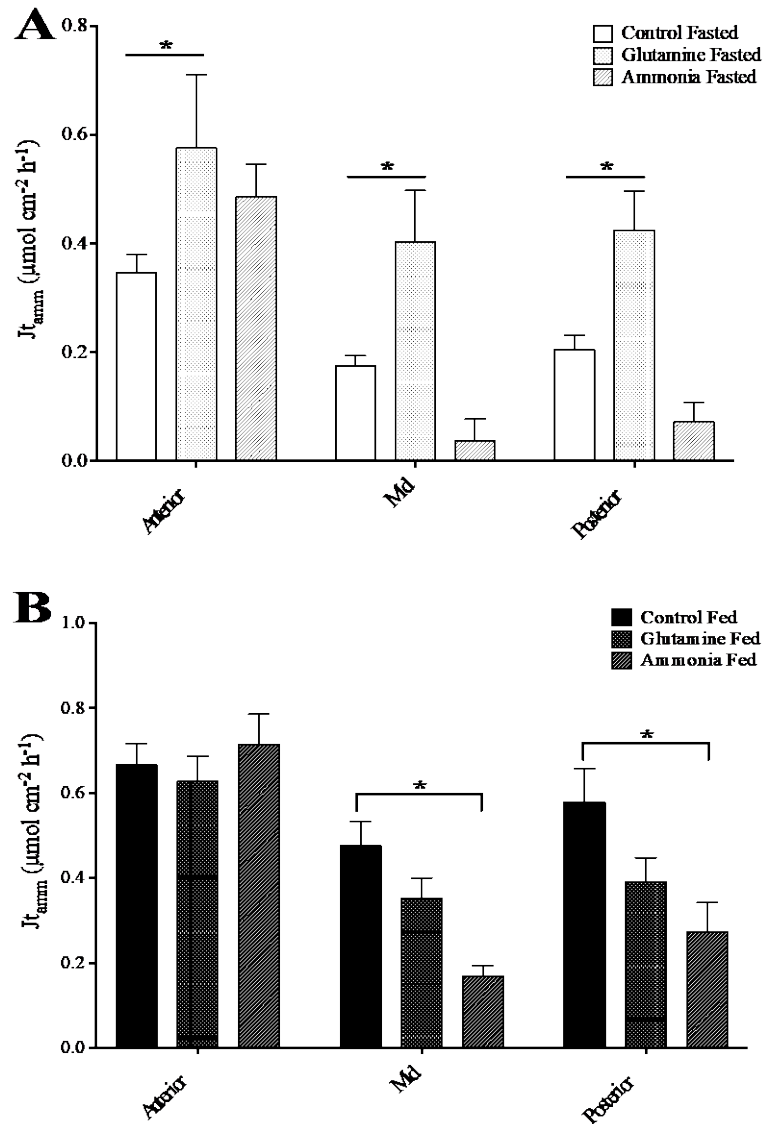 A
0.8
0.6
0.4
0.2
0.0
Jt_amm (µmol cm⁻² h⁻¹)
Control Fasted
Glutamine Fasted
Ammonia Fasted
*
*
*
Anterior
Mid
Posterior
B
1.0
0.8
0.6
0.4
0.2
0.0
Jt_amm (µmol cm⁻² h⁻¹)
Control Fed
Glutamine Fed
Ammonia Fed
*
*
Anterior
Mid
Posterior